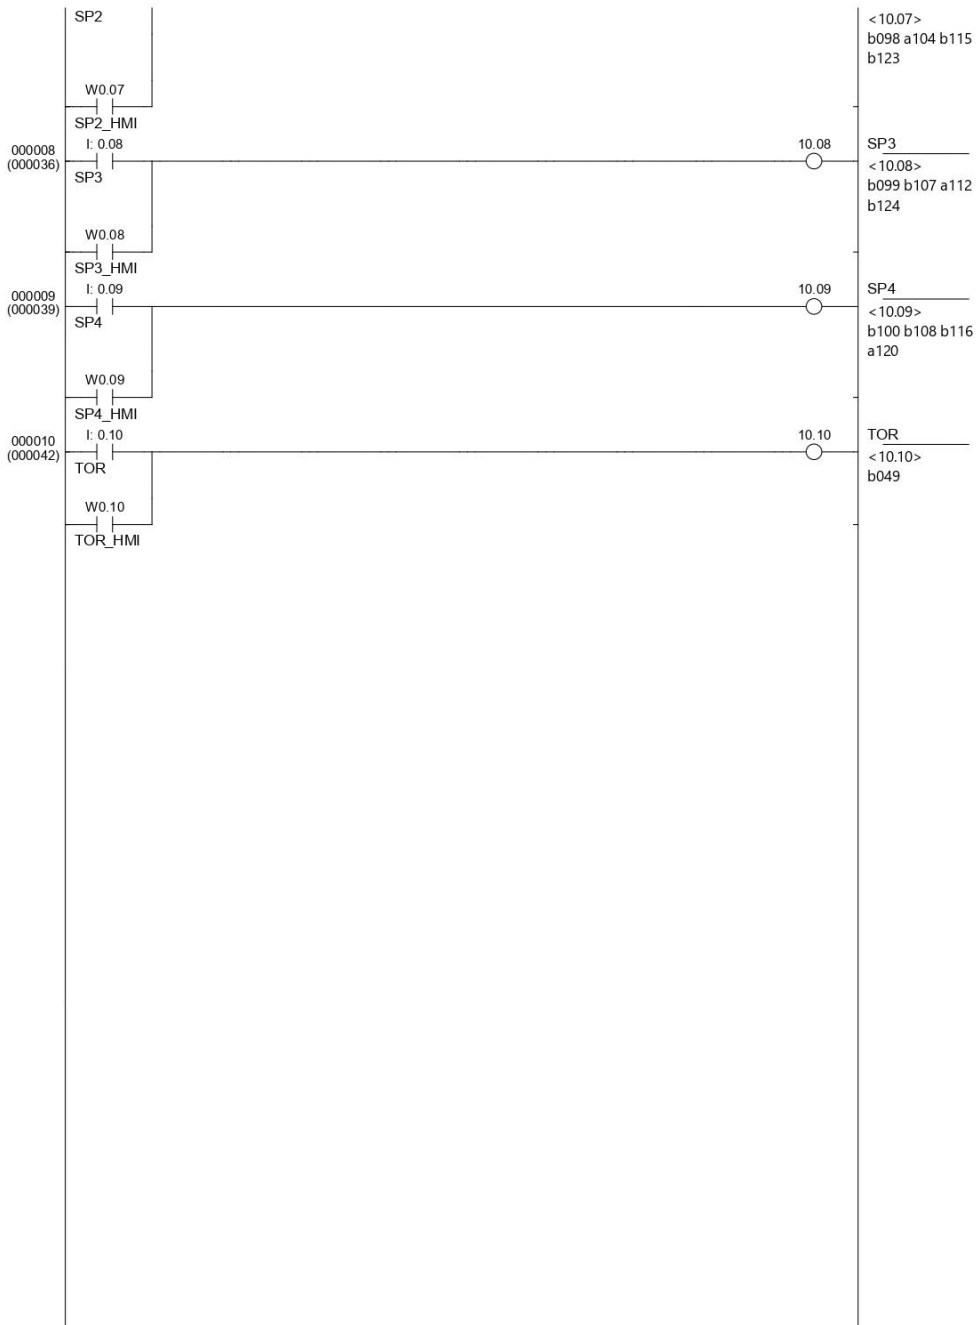 SP2
<10.07>
b098 a104 b115
b123
W0.07
SP2_HMI
000008
(000036)
I: 0.08
SP3
10.08
SP3
<10.08>
b099 b107 a112
b124
W0.08
SP3_HMI
000009
(000039)
I: 0.09
SP4
10.09
SP4
<10.09>
b100 b108 b116
a120
W0.09
SP4_HMI
000010
(000042)
I: 0.10
TOR
10.10
TOR
<10.10>
b049
W0.10
TOR_HMI